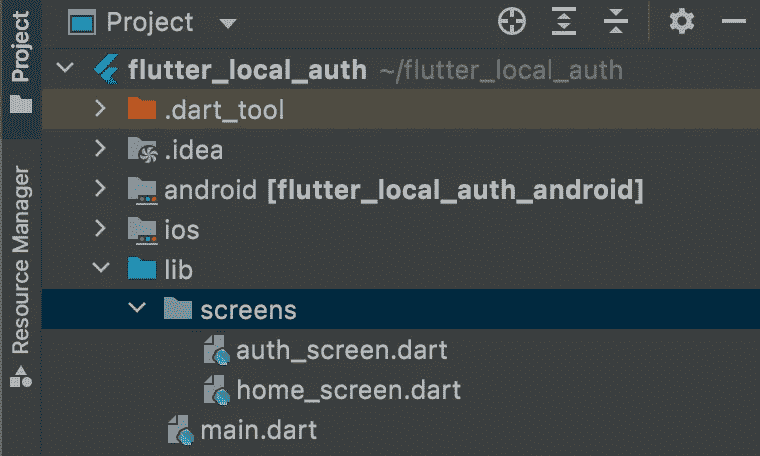 Project
Project
Resource Manager
flutter_local_auth ~/flutter_local_auth
.dart_tool
.idea
android [flutter_local_auth_android]
ios
lib
screens
auth_screen.dart
home_screen.dart
main.dart